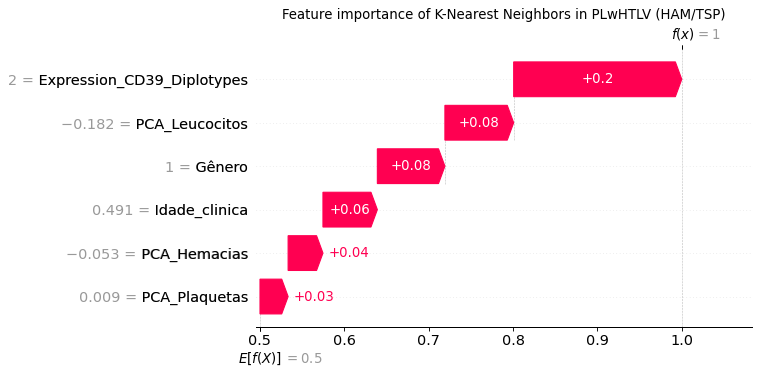 Feature importance of K-Nearest Neighbors in PLwHTLV (HAM/TSP)
f(x) = 1
2 = Expression_CD39_Diplotypes
+0.2
−0.182 = PCA_Leucocitos
+0.08
1 = Gênero
+0.08
0.491 = Idade_clinica
+0.06
−0.053 = PCA_Hemacias
+0.04
0.009 = PCA_Plaquetas
+0.03
0.5 0.6 0.7 0.8 0.9 1.0
E[f(X)] = 0.5